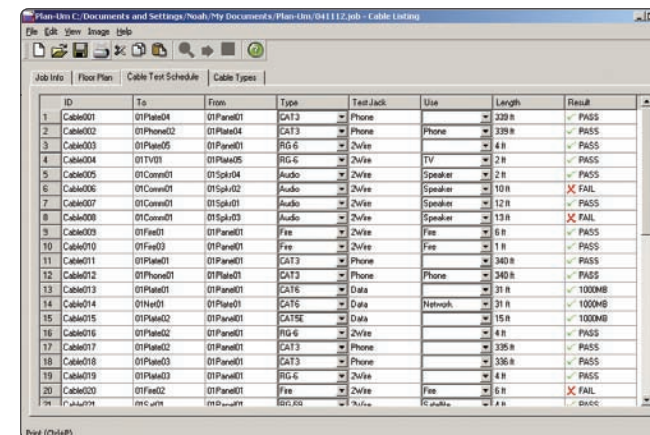 Plan-Um C:/Documents and Settings/Noah/My Documents/Plan-Um/041112.job - Cable Listing
File Edit View Image Help
Job Info Floor Plan Cable Test Schedule Cable Types
ID To From Type Test Jack Use Length Result
1 Cable001 01Plate04 01Panel01 CAT3 Phone 339 ft PASS
2 Cable002 01Phone02 01Plate04 CAT3 Phone Phone 339 ft PASS
3 Cable003 01Plate05 01Panel01 RG-6 2Wire 4 ft PASS
4 Cable004 01TV01 01Plate05 RG-6 2Wire TV 2 ft PASS
5 Cable005 01Comm01 01Spkr04 Audio 2Wire Speaker 2 ft PASS
6 Cable006 01Comm01 01Spkr02 Audio 2Wire Speaker 10 ft FAIL
7 Cable007 01Comm01 01Spkr01 Audio 2Wire Speaker 12 ft PASS
8 Cable008 01Comm01 01Spkr03 Audio 2Wire Speaker 13 ft FAIL
9 Cable009 01Fire01 01Panel01 Fire 2Wire Fire 6 ft PASS
10 Cable010 01Fire03 01Panel01 Fire 2Wire Fire 1 ft PASS
11 Cable011 01Plate01 01Panel01 CAT3 Phone 340 ft PASS
12 Cable012 01Phone01 01Plate01 CAT3 Phone Phone 340 ft PASS
13 Cable013 01Plate01 01Panel01 CAT6 Data 31 ft 1000MB
14 Cable014 01Net01 01Plate01 CAT6 Data Network 31 ft 1000MB
15 Cable015 01Plate02 01Panel01 CAT5E Data 15 ft 1000MB
16 Cable016 01Plate02 01Panel01 RG-6 2Wire 4 ft PASS
17 Cable017 01Plate02 01Panel01 CAT3 Phone 335 ft PASS
18 Cable018 01Plate03 01Panel01 CAT3 Phone 336 ft PASS
19 Cable019 01Plate03 01Panel01 RG-6 2Wire 4 ft PASS
20 Cable020 01Fire02 01Panel01 Fire 2Wire Fire 6 ft FAIL
21 Cable021 01Panel01 RG-59 2Wire Satellite 4 ft PASS
Print (Ctrl+P)